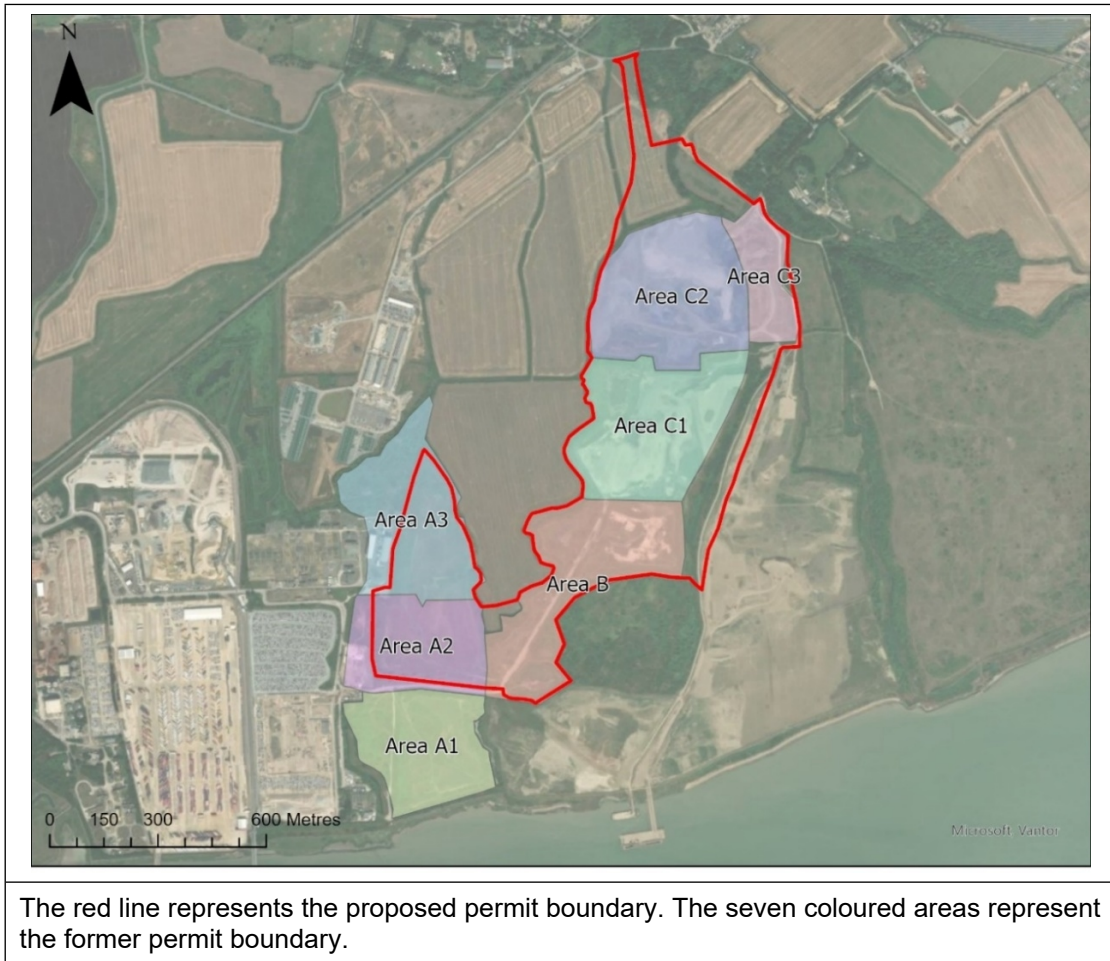 N
Area C3
Area C2
Area C1
Area A3
Area B
Area A2
Area A1
0 150 300 600 Metres
Microsoft, Vantor
The red line represents the proposed permit boundary. The seven coloured areas represent
the former permit boundary.